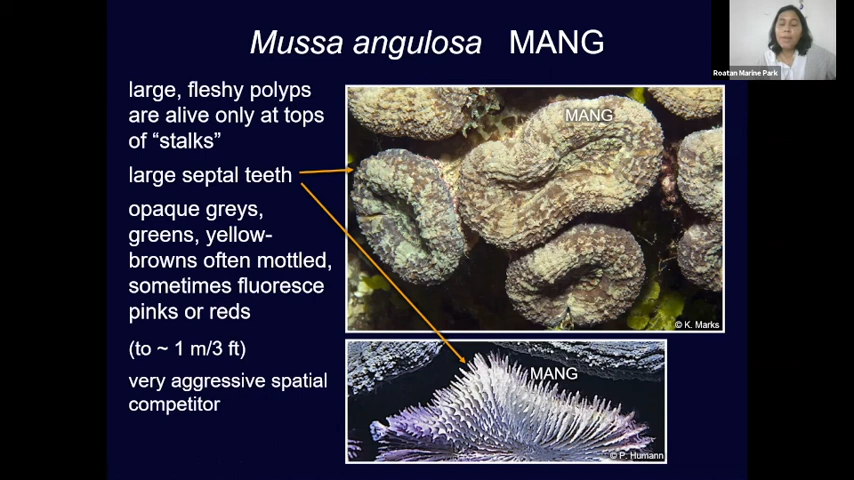 Mussa angulosa MANG
Roatan Marine Park
large, fleshy polyps
are alive only at tops
of “stalks”
large septal teeth
opaque greys,
greens, yellow-
browns often mottled,
sometimes fluoresce
pinks or reds
(to ~ 1 m/3 ft)
very aggressive spatial
competitor
MANG
© K. Marks
MANG
© P. Humann